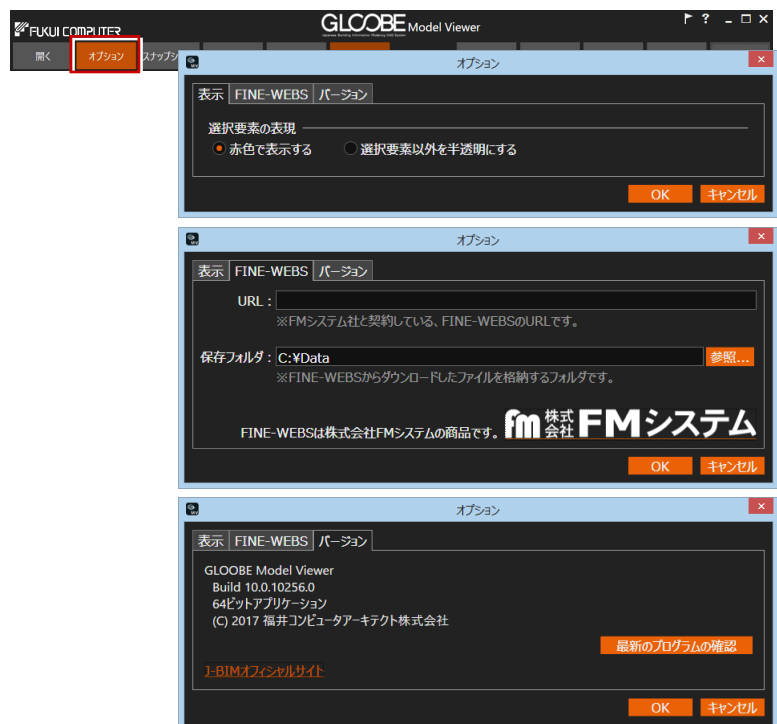 FUKUI COMPUTER
GLOOBE Model Viewer
?
開く
オプション
スナップシ
オプション
表示 FINE-WEBS バージョン
選択要素の表現
赤色で表示する 選択要素以外を半透明にする
OK キャンセル
オプション
表示 FINE-WEBS バージョン
URL：
※FMシステム社と契約している、FINE-WEBSのURLです。
保存フォルダ：C:¥Data 参照...
※FINE-WEBSからダウンロードしたファイルを格納するフォルダです。
FINE-WEBSは株式会社FMシステムの商品です。 fm 株式会社 FMシステム
OK キャンセル
オプション
表示 FINE-WEBS バージョン
GLOOBE Model Viewer
Build 10.0.10256.0
64ビットアプリケーション
(C) 2017 福井コンピュータアーキテクト株式会社
最新のプログラムの確認
J-BIMオフィシャルサイト
OK キャンセル